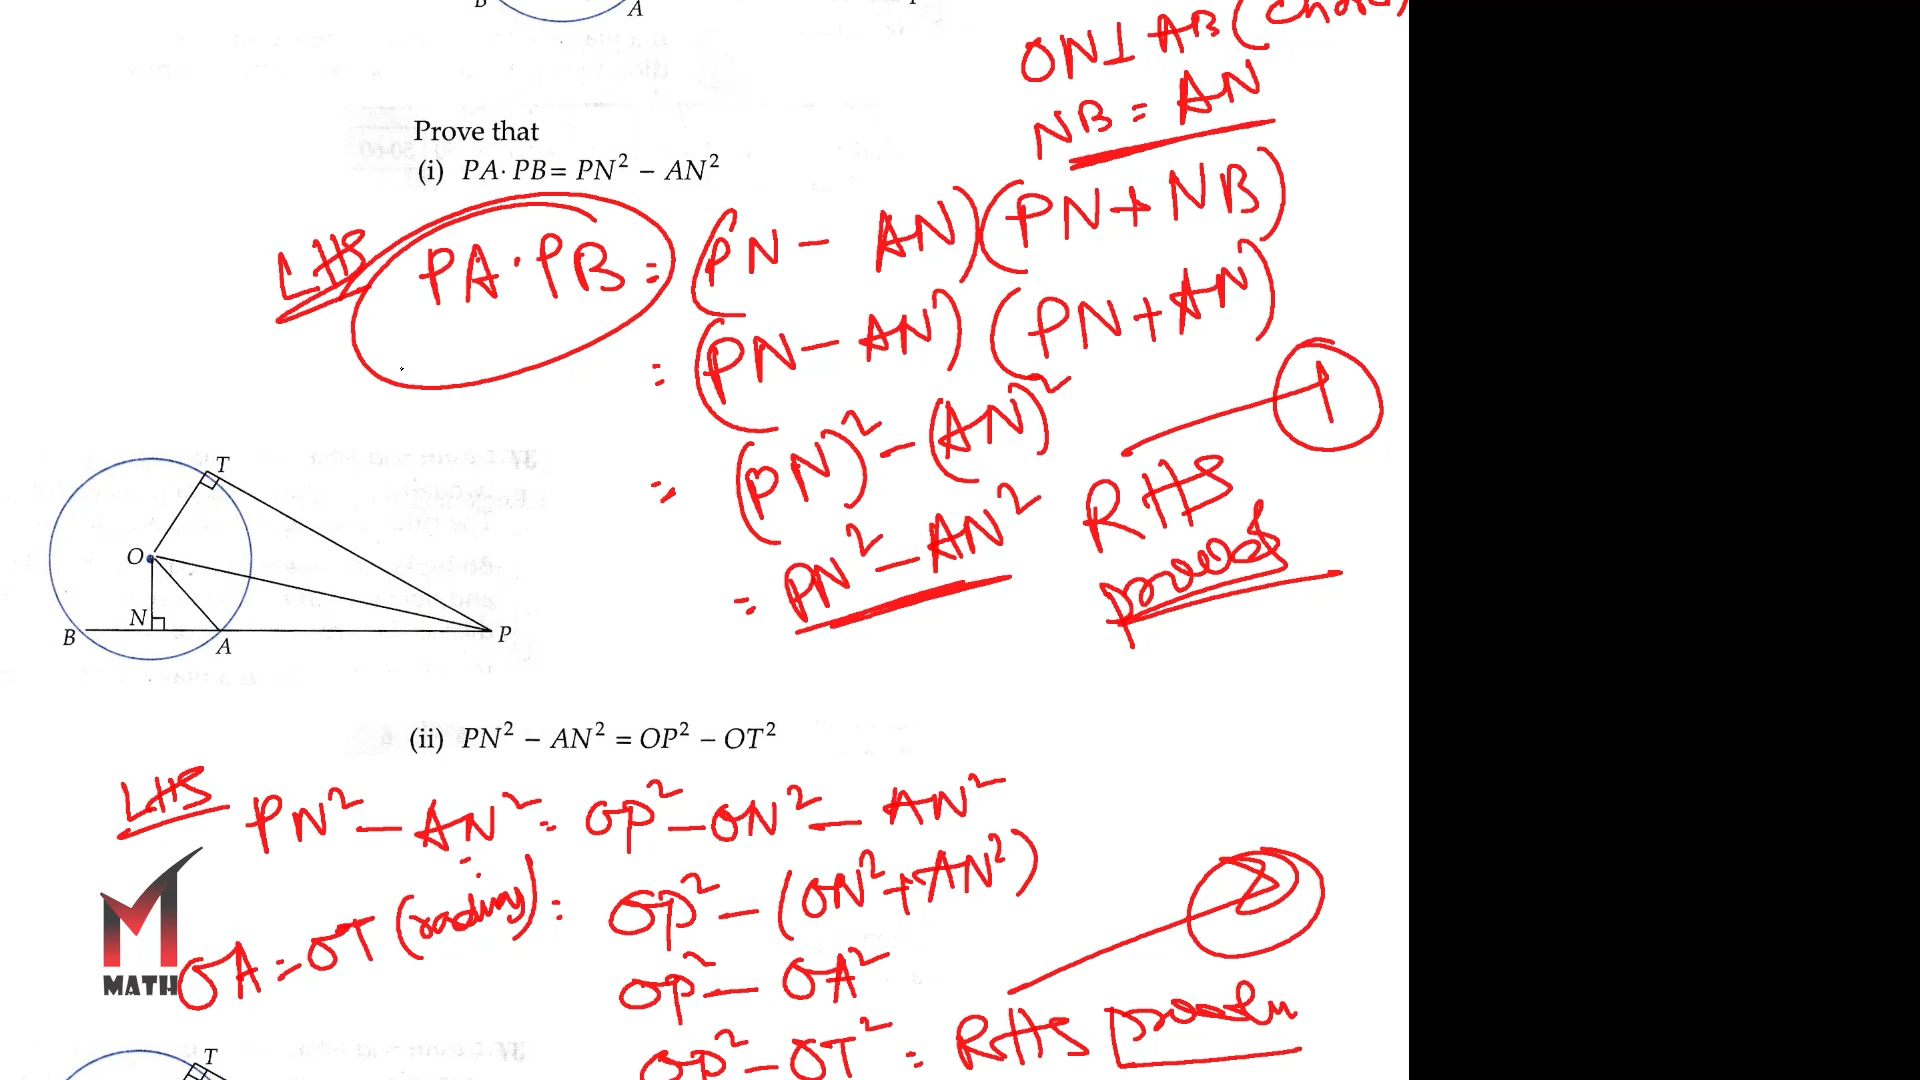 B
A
ON⊥ AB (chord)
NB = AN
Prove that
(i) PA· PB = PN² − AN²
LHS
PA·PB = (PN − AN)(PN + NB)
= (PN − AN) (PN + AN)
= (PN)² − (AN)²
1
= PN² − AN²
RHS
proved
T
O
N
B
A
P
(ii) PN² − AN² = OP² − OT²
LHS
PN² − AN² = OP² − ON² − AN²
OA = OT (radius) = OP² − (ON² + AN²)
2
OP² − OA²
OP² − OT² = RHS
MATH
T